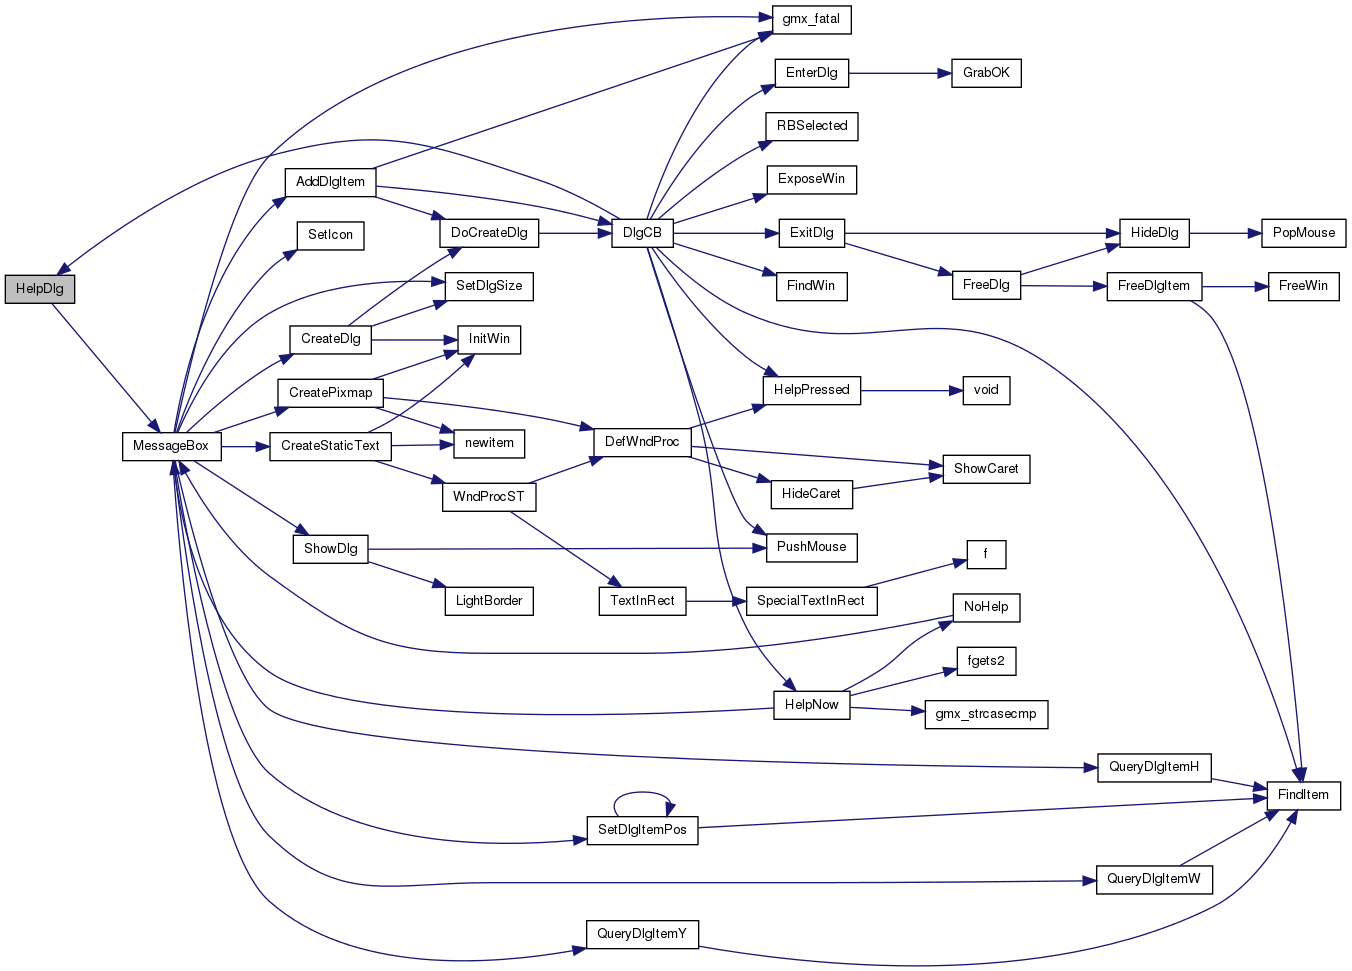 gmx_fatal
EnterDlg
GrabOK
RBSelected
ExposeWin
AddDlgItem
SetIcon
DoCreateDlg
DlgCB
ExitDlg
HideDlg
PopMouse
HelpDlg
SetDlgSize
FindWin
FreeDlg
FreeDlgItem
FreeWin
CreateDlg
InitWin
CreatePixmap
HelpPressed
void
MessageBox
CreateStaticText
newitem
DefWndProc
ShowCaret
WndProcST
HideCaret
ShowDlg
PushMouse
f
LightBorder
TextInRect
SpecialTextInRect
NoHelp
fgets2
HelpNow
gmx_strcasecmp
QueryDlgItemH
FindItem
SetDlgItemPos
QueryDlgItemW
QueryDlgItemY